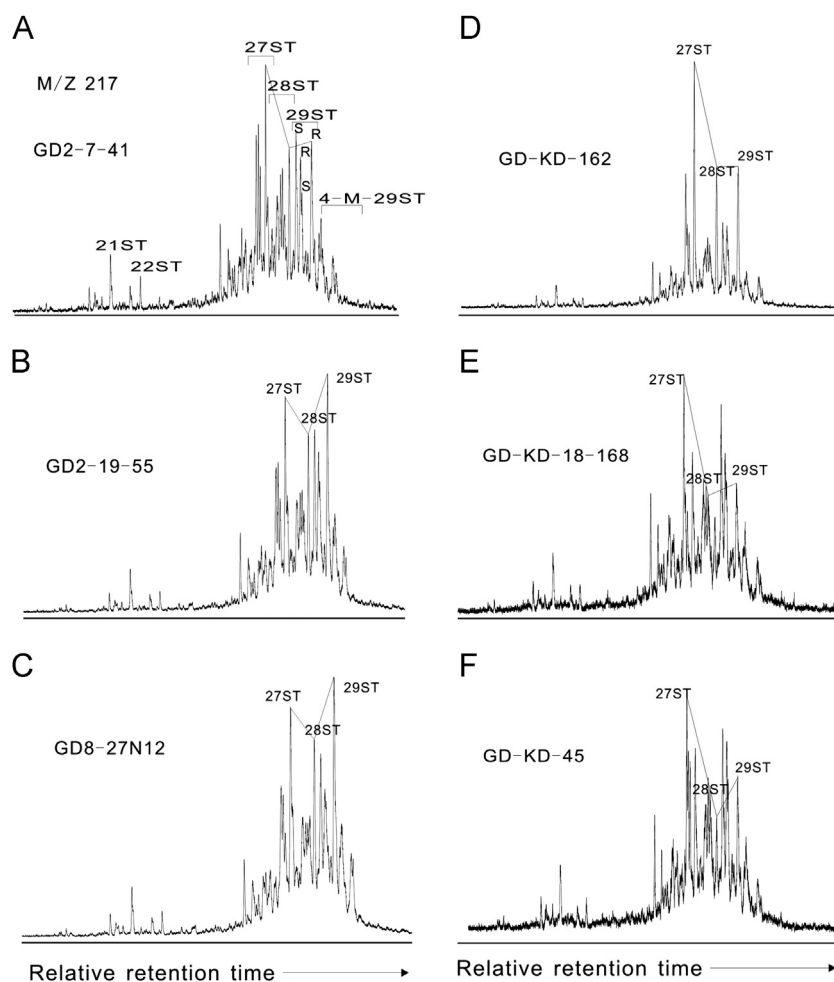 A
M/Z 217
GD2-7-41
27ST
28ST
29ST
S
R
R
S
4-M-29ST
21ST
22ST
B
GD2-19-55
27ST
28ST
29ST
C
GD8-27N12
27ST
28ST
29ST
Relative retention time
D
GD-KD-162
27ST
28ST
29ST
E
GD-KD-18-168
27ST
28ST
29ST
F
GD-KD-45
27ST
28ST
29ST
Relative retention time